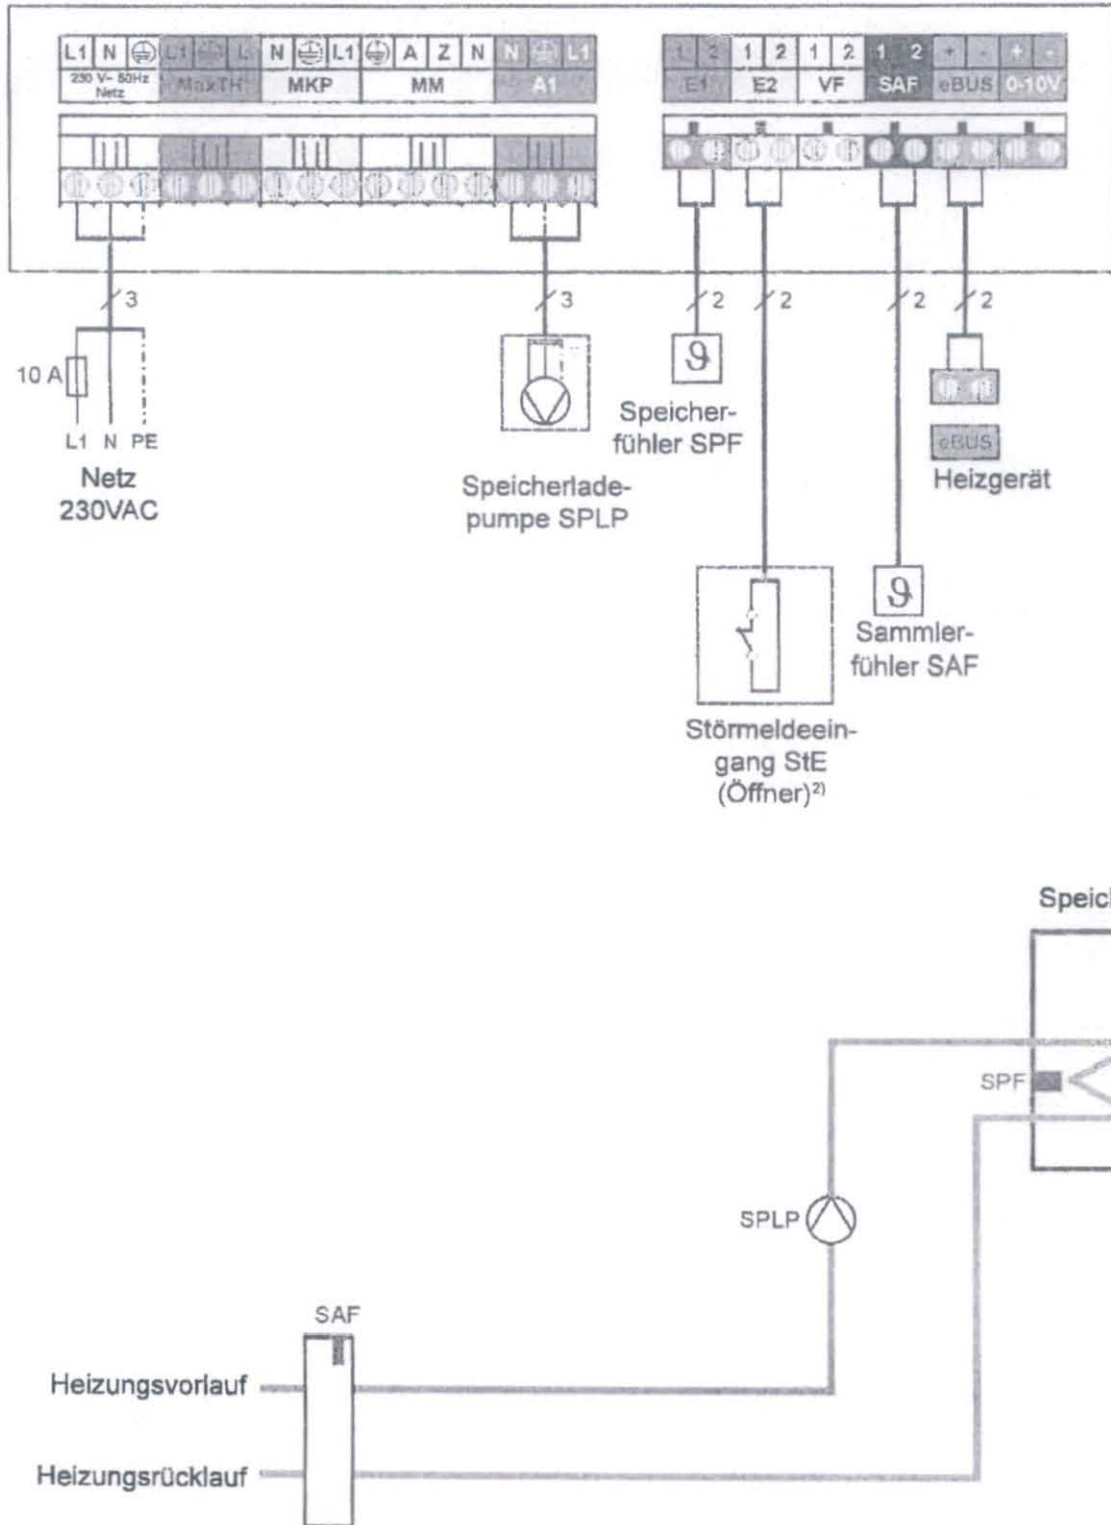 L1 N L1 L N L1 A Z N N L1
1 2 1 2 1 2 1 2 + - + -
230 V~ 50Hz
Netz
MaxTH MKP MM A1
E1 E2 VF SAF eBUS 0-10V
3
3
2
2
2
2
10 A
L1 N PE
Netz
230VAC
Speicherlade-
pumpe SPLP
Speicher-
fühler SPF
eBUS
Heizgerät
Sammler-
fühler SAF
Störmeldeein-
gang StE
(Öffner)²⁾
Speich
SPF
SPLP
SAF
Heizungsvorlauf
Heizungsrücklauf